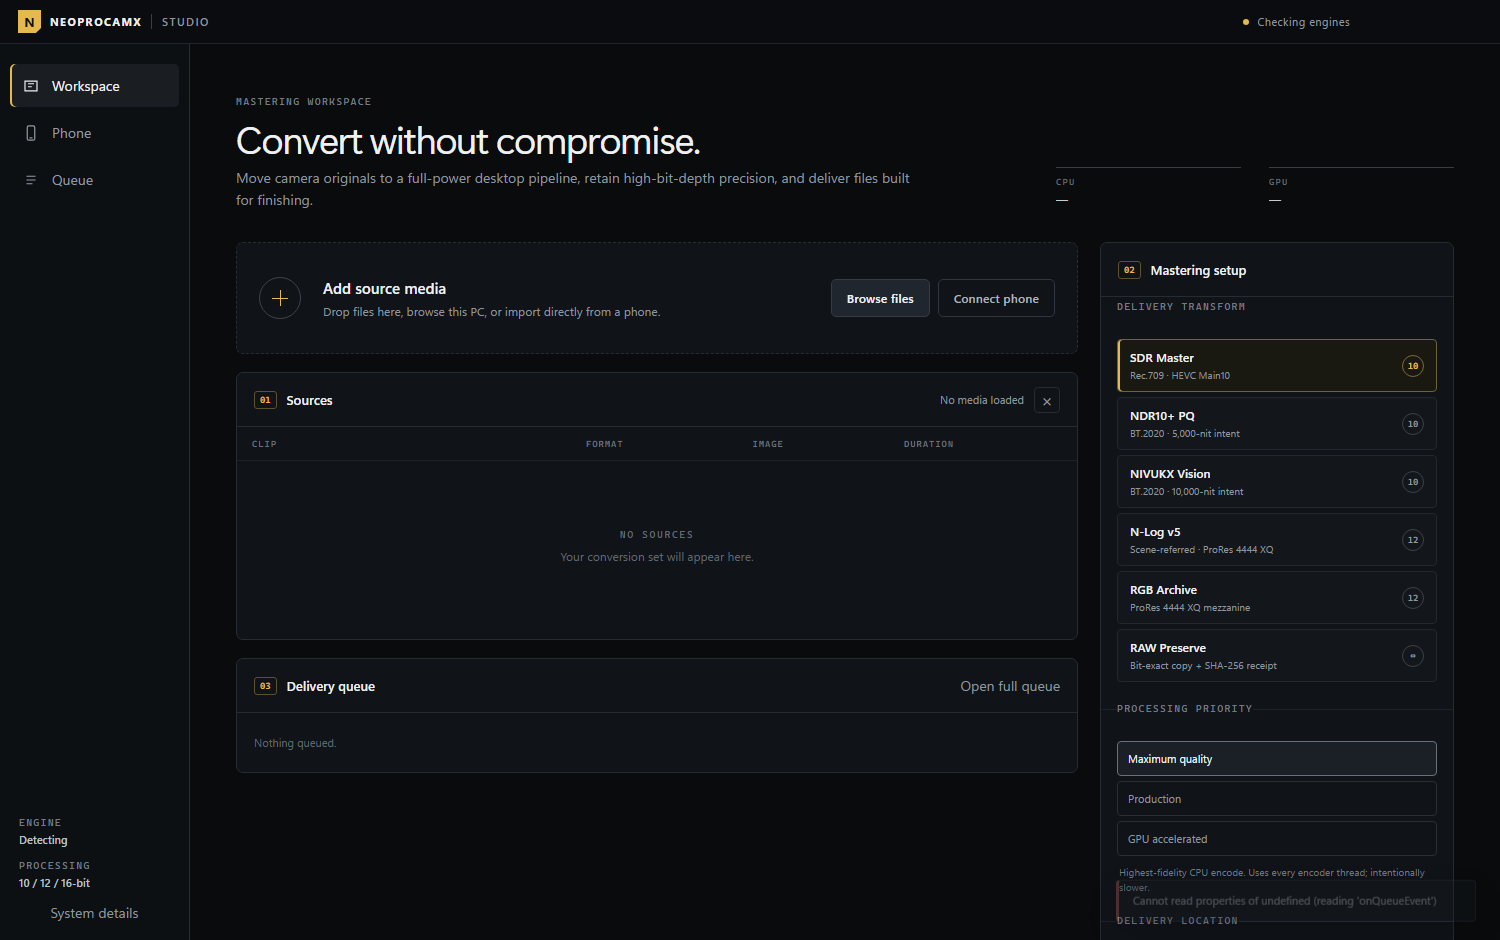 N NEOPROCAMX STUDIO
Checking engines
Workspace
Phone
Queue
MASTERING WORKSPACE
Convert without compromise.
Move camera originals to a full-power desktop pipeline, retain high-bit-depth precision, and deliver files built
for finishing.
CPU
—
GPU
—
Add source media
Drop files here, browse this PC, or import directly from a phone.
Browse files
Connect phone
01 Sources
No media loaded
CLIP FORMAT IMAGE DURATION
NO SOURCES
Your conversion set will appear here.
03 Delivery queue
Open full queue
Nothing queued.
02 Mastering setup
DELIVERY TRANSFORM
SDR Master
Rec.709 · HEVC Main10
10
NDR10+ PQ
BT.2020 · 5,000-nit intent
10
NIVUKX Vision
BT.2020 · 10,000-nit intent
10
N-Log v5
Scene-referred · ProRes 4444 XQ
12
RGB Archive
ProRes 4444 XQ mezzanine
12
RAW Preserve
Bit-exact copy + SHA-256 receipt
∞
PROCESSING PRIORITY
Maximum quality
Production
GPU accelerated
Highest-fidelity CPU encode. Uses every encoder thread; intentionally
slower.
Cannot read properties of undefined (reading 'onQueueEvent')
DELIVERY LOCATION
ENGINE
Detecting
PROCESSING
10 / 12 / 16-bit
System details